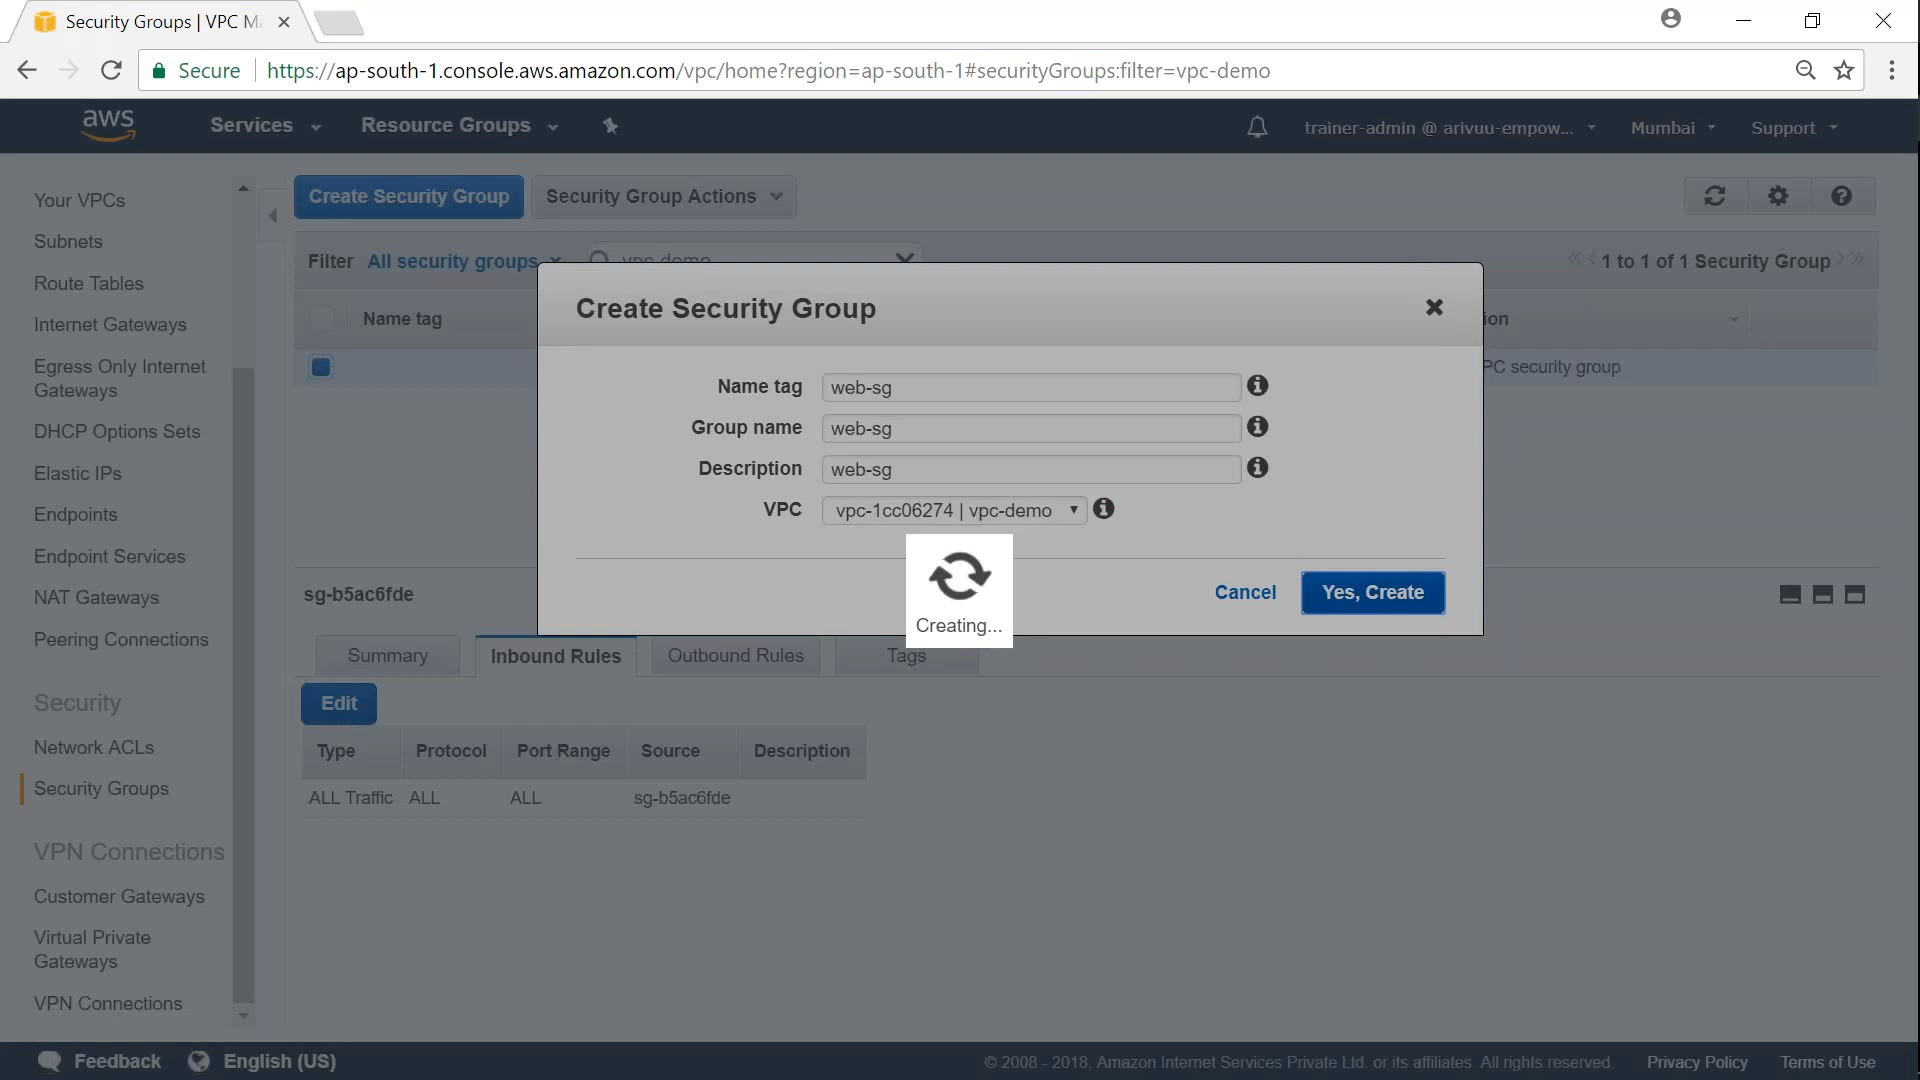 Security Groups | VPC Ma
Secure
https://ap-south-1.console.aws.amazon.com/vpc/home?region=ap-south-1#securityGroups:filter=vpc-demo
aws
Services
Resource Groups
trainer-admin @ arivuu-empow...
Mumbai
Support
Your VPCs
Subnets
Route Tables
Internet Gateways
Egress Only Internet
Gateways
DHCP Options Sets
Elastic IPs
Endpoints
Endpoint Services
NAT Gateways
Peering Connections
Security
Network ACLs
Security Groups
VPN Connections
Customer Gateways
Virtual Private
Gateways
VPN Connections
Create Security Group
Security Group Actions
Filter
All security groups
vpc-demo
1 to 1 of 1 Security Group
Name tag
ion
PC security group
Create Security Group
Name tag
web-sg
Group name
web-sg
Description
web-sg
VPC
vpc-1cc06274 | vpc-demo
Creating...
Cancel
Yes, Create
sg-b5ac6fde
Summary
Inbound Rules
Outbound Rules
Tags
Edit
Type
Protocol
Port Range
Source
Description
ALL Traffic
ALL
ALL
sg-b5ac6fde
Feedback
English (US)
© 2008 - 2018, Amazon Internet Services Private Ltd. or its affiliates. All rights reserved.
Privacy Policy
Terms of Use